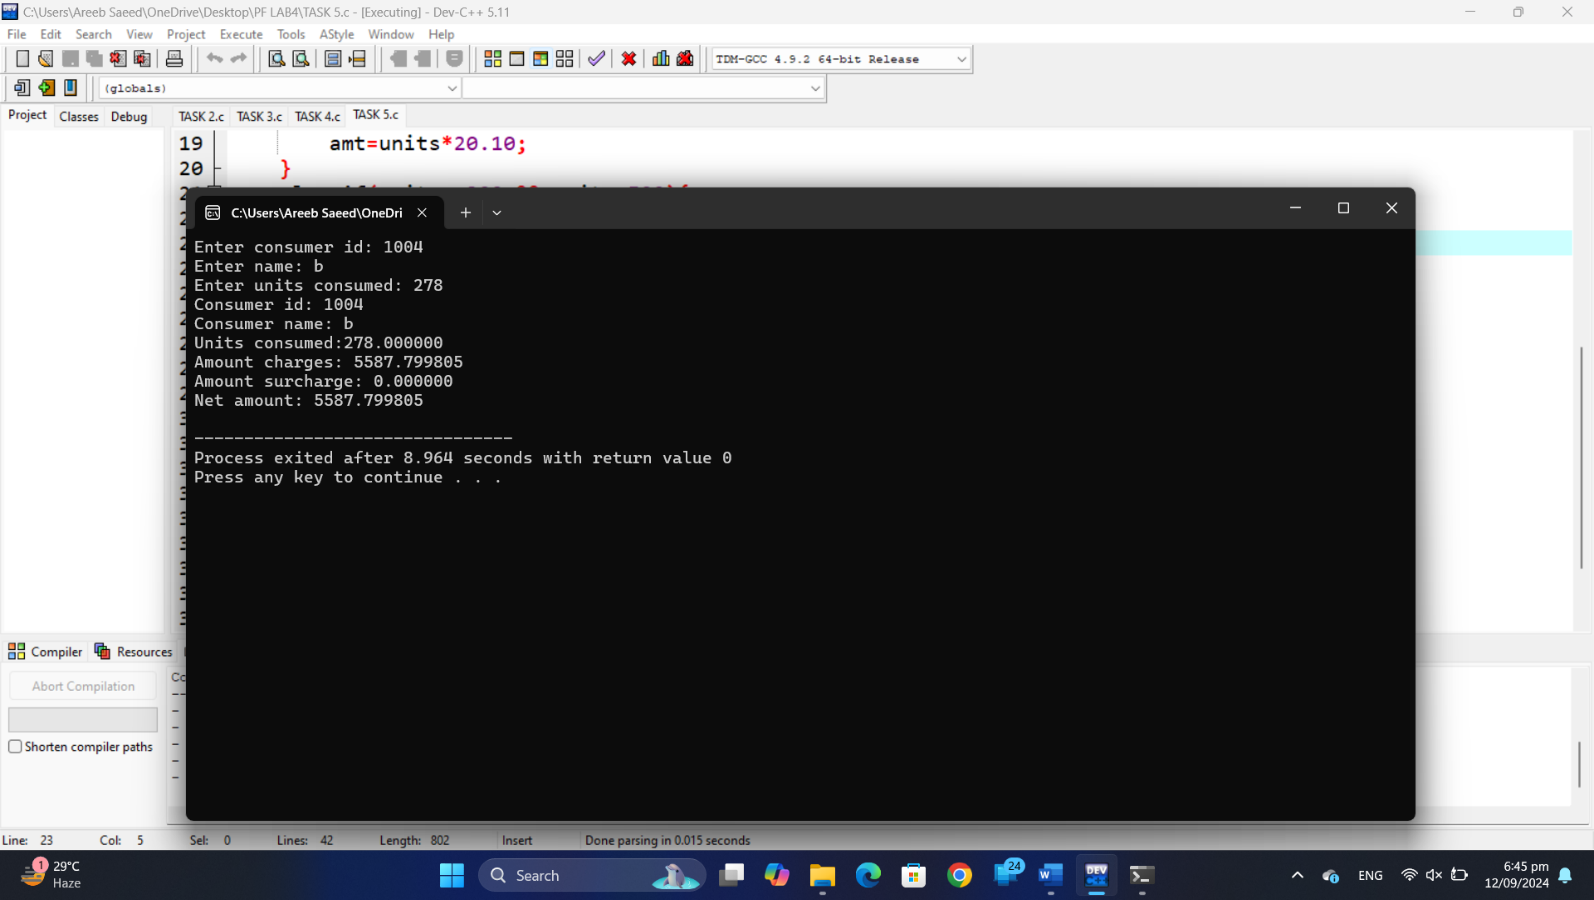 C:\Users\Areeb Saeed\OneDrive\Desktop\PF LAB4\TASK 5.c - [Executing] - Dev-C++ 5.11
File Edit Search View Project Execute Tools AStyle Window Help
TDM-GCC 4.9.2 64-bit Release
(globals)
Project Classes Debug
TASK 2.c TASK 3.c TASK 4.c TASK 5.c
19 amt=units*20.10;
20 }
C:\Users\Areeb Saeed\OneDri
Enter consumer id: 1004
Enter name: b
Enter units consumed: 278
Consumer id: 1004
Consumer name: b
Units consumed:278.000000
Amount charges: 5587.799805
Amount surcharge: 0.000000
Net amount: 5587.799805
--------------------------------
Process exited after 8.964 seconds with return value 0
Press any key to continue . . .
Compiler Resources
Abort Compilation
Shorten compiler paths
Line: 23 Col: 5 Sel: 0 Lines: 42 Length: 802 Insert Done parsing in 0.015 seconds
1
29°C
Haze
Search
24
DEV
ENG
6:45 pm
12/09/2024